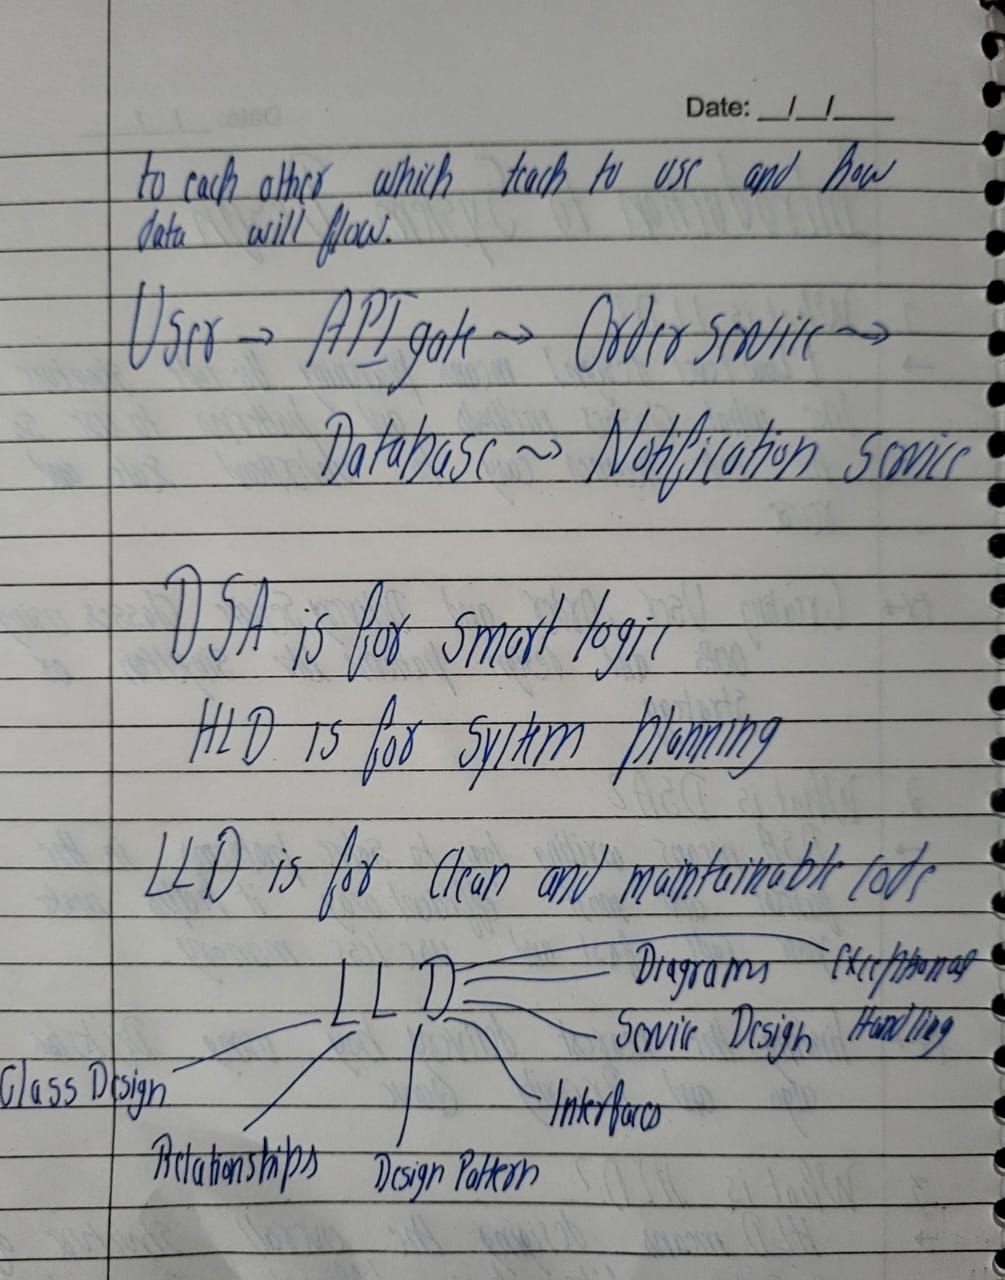 Date: __/__/____
to each other which teach to use and how
data will flow.
User → API gate → Order service →
Database → Notification service
DSA is for smart logic
HLD is for System planning
LLD is for Clean and maintainable code
LLD
Diagrams
Exceptional Handling
Service Design
Class Design
Interfaces
Relationships
Design Pattern